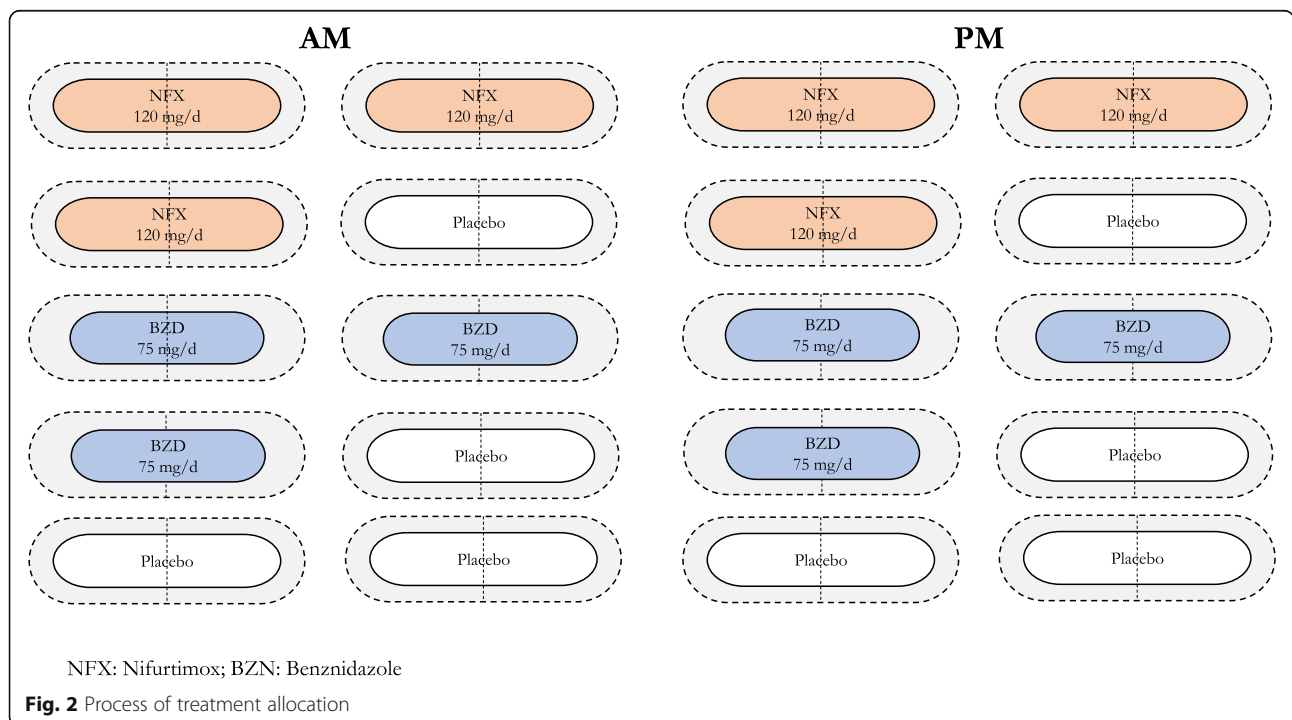 AM
PM
NFX
120 mg/d
NFX
120 mg/d
NFX
120 mg/d
NFX
120 mg/d
NFX
120 mg/d
Placebo
NFX
120 mg/d
Placebo
BZD
75 mg/d
BZD
75 mg/d
BZD
75 mg/d
BZD
75 mg/d
BZD
75 mg/d
Placebo
BZD
75 mg/d
Placebo
Placebo
Placebo
Placebo
Placebo
NFX: Nifurtimox; BZN: Benznidazole
Fig. 2 Process of treatment allocation